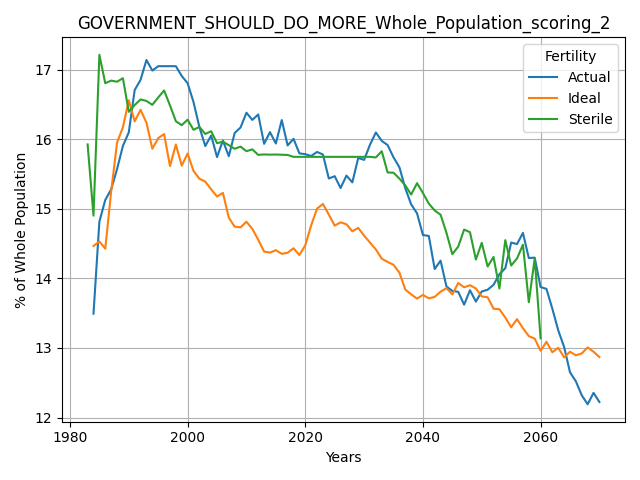 GOVERNMENT_SHOULD_DO_MORE_Whole_Population_scoring_2
Fertility
Actual
Ideal
Sterile
% of Whole Population
17
16
15
14
13
12
1980
2000
2020
2040
2060
Years